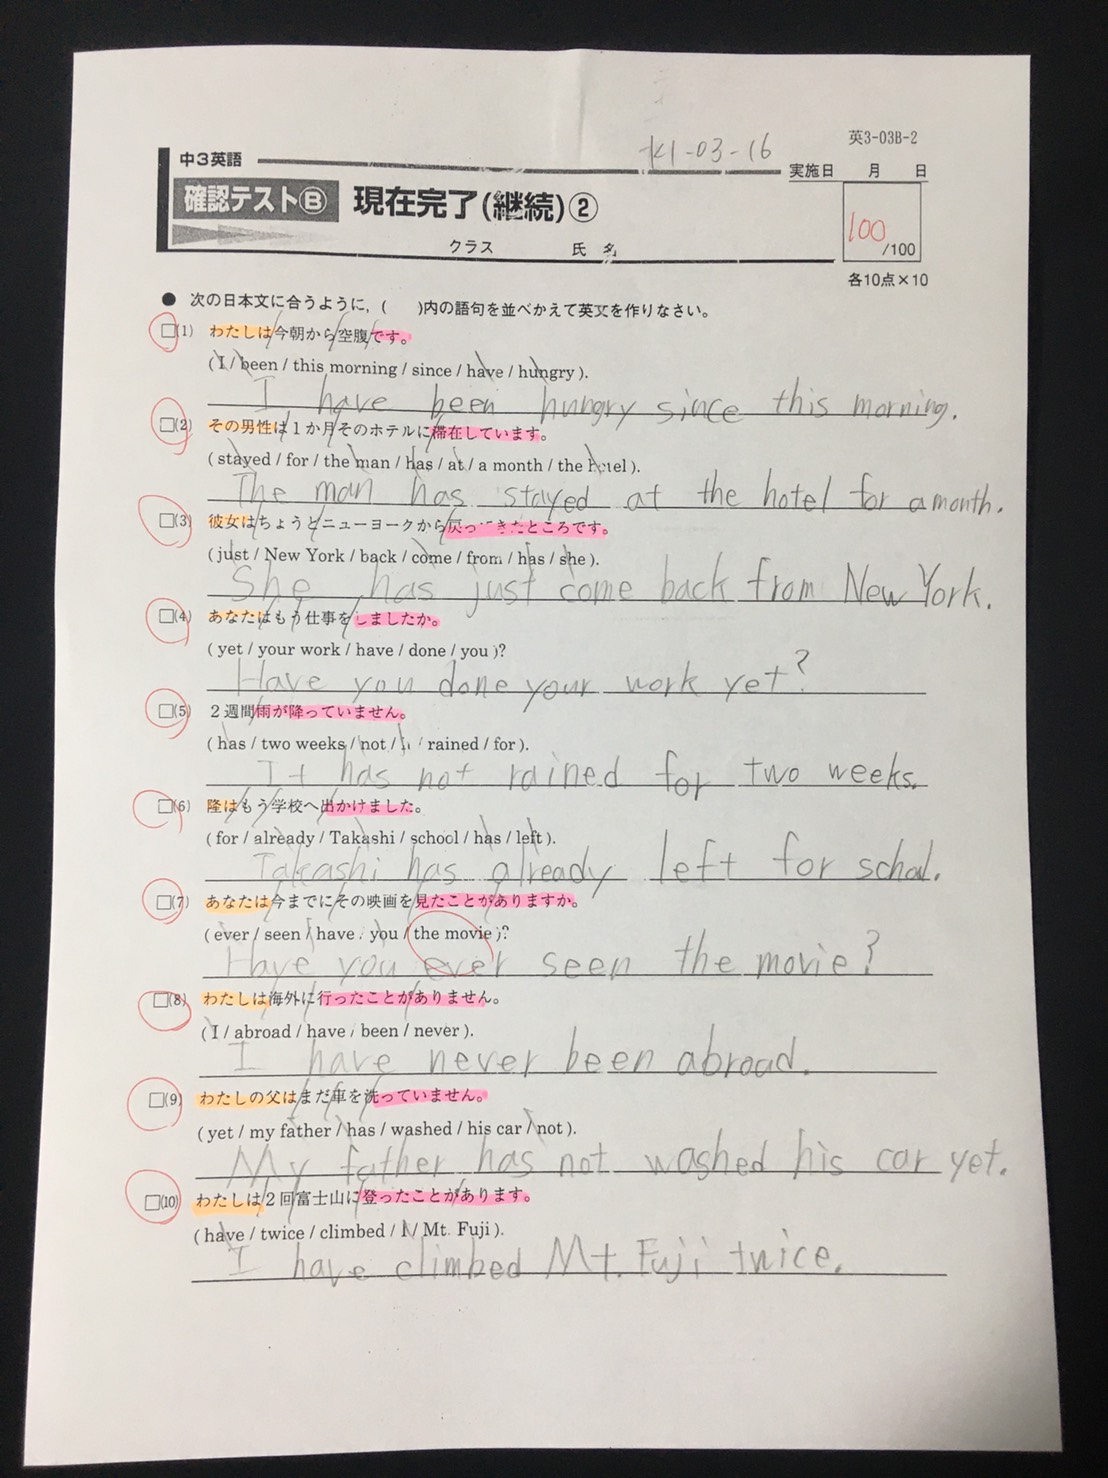 英3-03B-2
K1-03-16
中3英語
実施日 月 日
確認テストⒷ 現在完了(継続)②
100
/100
クラス 氏 名
各10点×10
● 次の日本文に合うように，( )内の語句を並べかえて英文を作りなさい。
□(1) わたしは今朝から空腹です。
( I / been / this morning / since / have / hungry ).
I have been hungry since this morning.
□(2) その男性は１か月そのホテルに滞在しています。
( stayed / for / the man / has / at / a month / the hotel ).
The man has stayed at the hotel for a month.
□(3) 彼女はちょうどニューヨークから戻ってきたところです。
( just / New York / back / come / from / has / she ).
She has just come back from New York.
□(4) あなたはもう仕事をしましたか。
( yet / your work / have / done / you )?
Have you done your work yet?
□(5) ２週間雨が降っていません。
( has / two weeks / not / / rained / for ).
It has not rained for two weeks.
□(6) 隆はもう学校へ出かけました。
( for / already / Takashi / school / has / left ).
Takashi has already left for schal.
□(7) あなたは今までにその映画を見たことがありますか。
( ever / seen / have / you / the movie )?
Have you ever seen the movie?
□(8) わたしは海外に行ったことがありません。
( I / abroad / have / been / never ).
I have never been abroad.
□(9) わたしの父はまだ車を洗っていません。
( yet / my father / has / washed / his car / not ).
My father has not washed his car yet.
□(10) わたしは２回富士山に登ったことがあります。
( have / twice / climbed / I / Mt. Fuji ).
I have climbed Mt. Fuji twice.